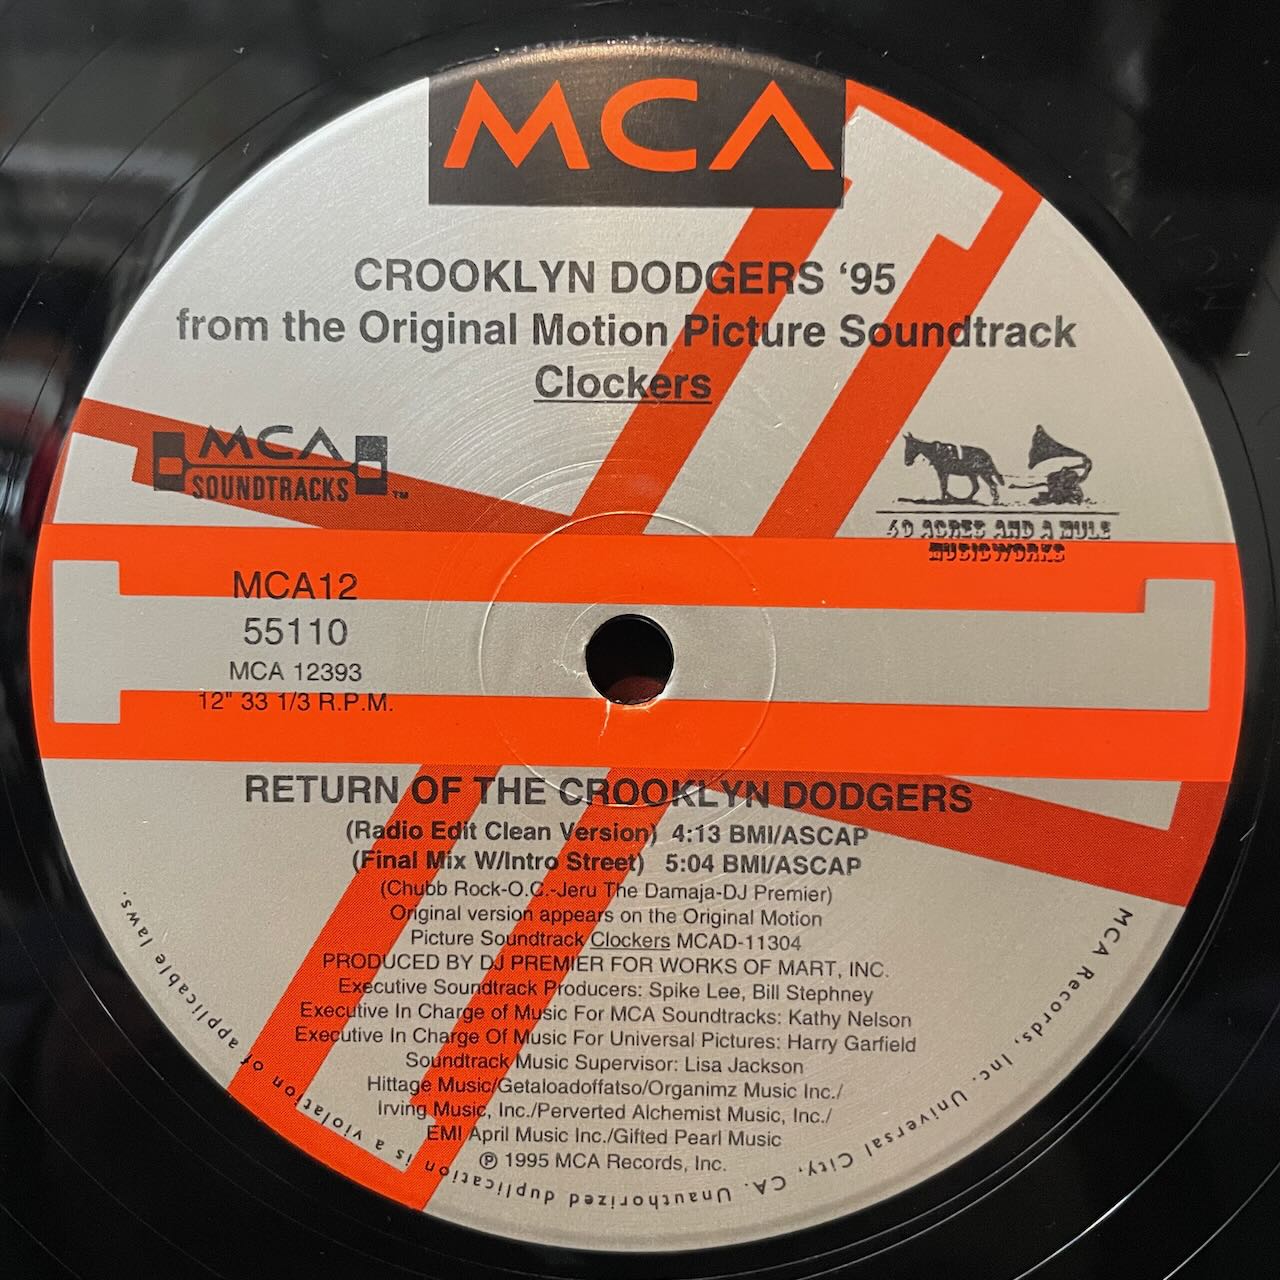 MCA
CROOKLYN DODGERS ‘95
from the Original Motion Picture Soundtrack
Clockers
MCA
SOUNDTRACKS™
40 ACRES AND A MULE
MUSICWORKS
MCA12
55110
MCA 12393
12" 33 1/3 R.P.M.
RETURN OF THE CROOKLYN DODGERS
(Radio Edit Clean Version) 4:13 BMI/ASCAP
(Final Mix W/Intro Street) 5:04 BMI/ASCAP
(Chubb Rock-O.C.-Jeru The Damaja-DJ Premier)
Original version appears on the Original Motion
Picture Soundtrack Clockers MCAD-11304
PRODUCED BY DJ PREMIER FOR WORKS OF MART, INC.
Executive Soundtrack Producers: Spike Lee, Bill Stephney
Executive In Charge of Music For MCA Soundtracks: Kathy Nelson
Executive In Charge Of Music For Universal Pictures: Harry Garfield
Soundtrack Music Supervisor: Lisa Jackson
Hittage Music/Getaloadoffatso/Organimz Music Inc./
Irving Music, Inc./Perverted Alchemist Music, Inc./
EMI April Music Inc./Gifted Pearl Music
℗ 1995 MCA Records, Inc.
MCA Records, Inc. Universal City, CA. Unauthorized duplication is a violation of applicable laws.